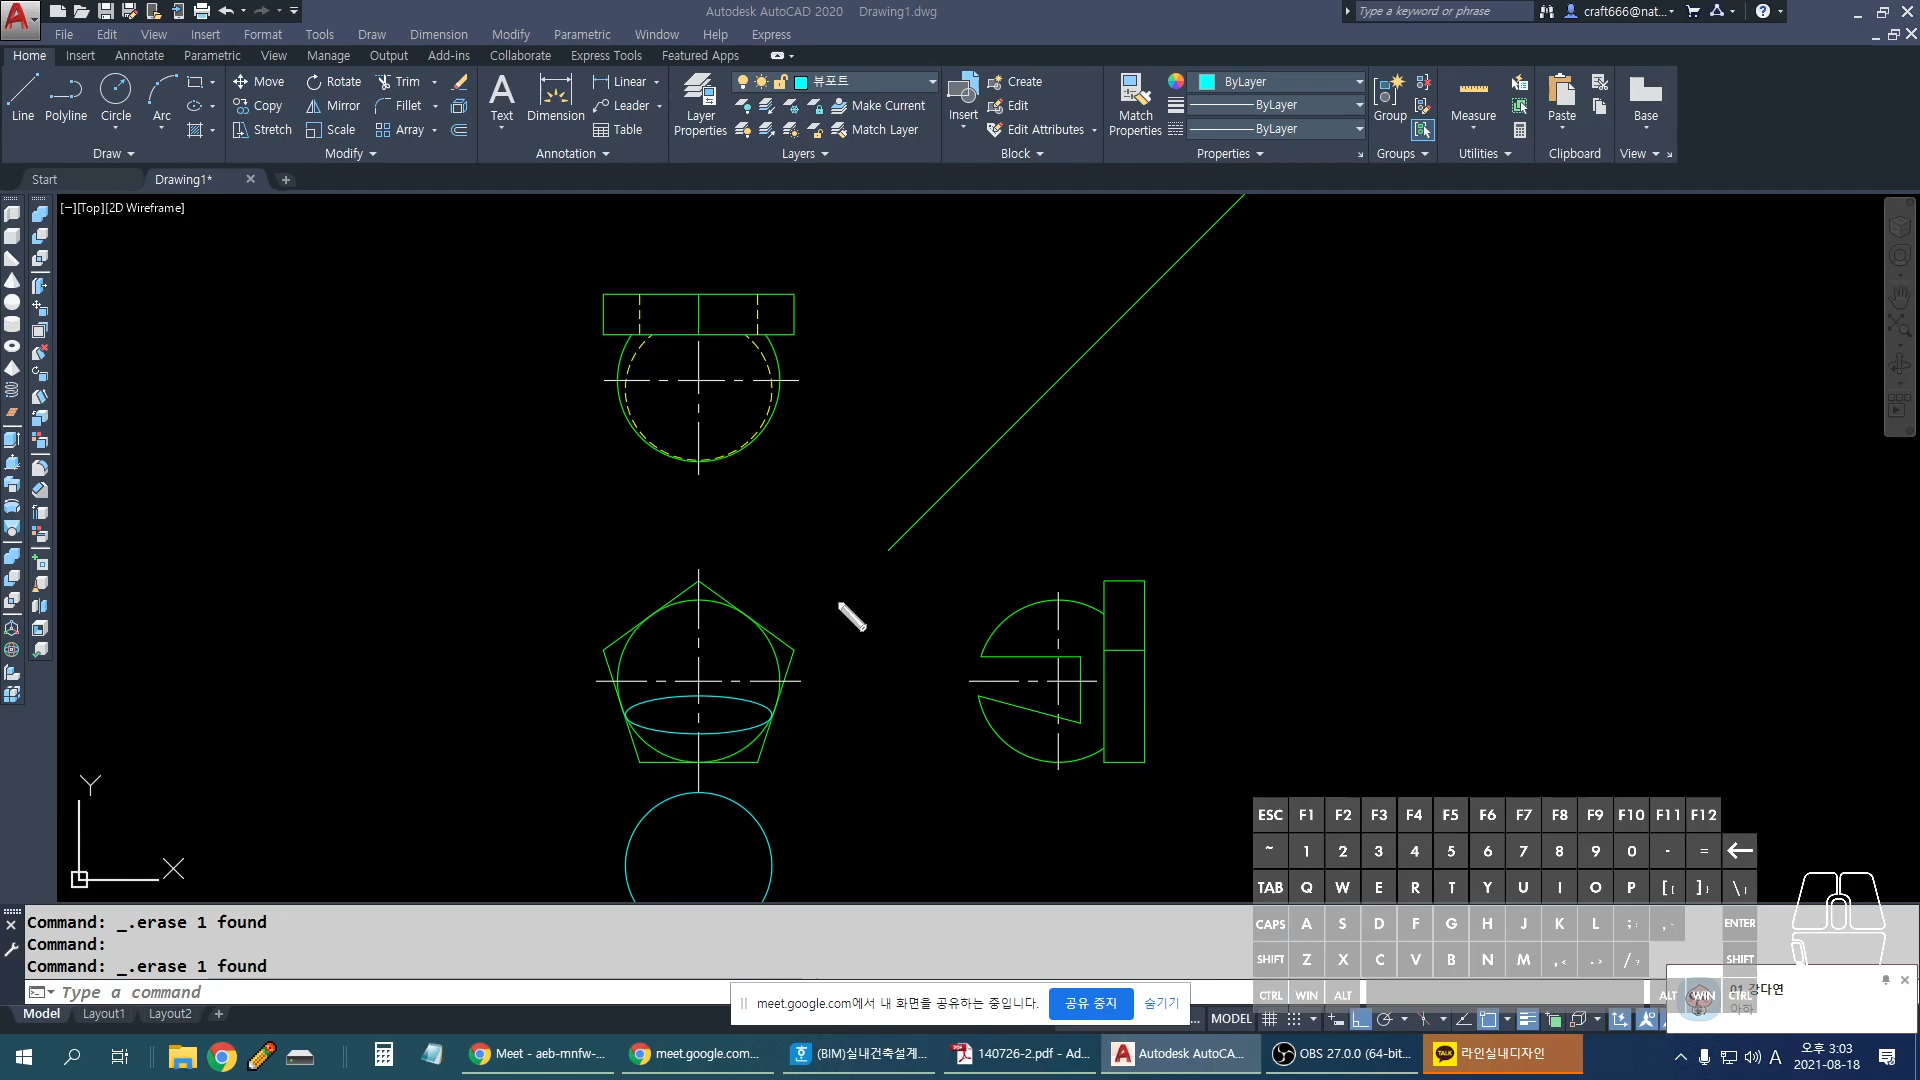 Autodesk AutoCAD 2020 Drawing1.dwg
Type a keyword or phrase
craft666@nat...
File Edit View Insert Format Tools Draw Dimension Modify Parametric Window Help Express
Home Insert Annotate Parametric View Manage Output Add-ins Collaborate Express Tools Featured Apps
Line Polyline Circle Arc
Move Rotate Trim
Copy Mirror Fillet
Stretch Scale Array
Text Dimension
Linear
Leader
Table
Layer Properties
뷰포트
Make Current
Match Layer
Insert
Create
Edit
Edit Attributes
Match Properties
ByLayer
ByLayer
ByLayer
Group
Measure
Paste
Base
Draw Modify Annotation Layers Block Properties Groups Utilities Clipboard View
Start Drawing1*
[−][Top][2D Wireframe]
Y
X
ESC F1 F2 F3 F4 F5 F6 F7 F8 F9 F10 F11 F12
~ 1 2 3 4 5 6 7 8 9 0 - =
TAB Q W E R T Y U I O P [{ ]} \|
CAPS A S D F G H J K L ENTER
SHIFT Z X C V B N M ,< .> /? SHIFT
CTRL WIN ALT ALT WIN CTRL
Command: _.erase 1 found
Command:
Command: _.erase 1 found
Type a command
meet.google.com에서 내 화면을 공유하는 중입니다. 공유 중지 숨기기
01 강다연
아하
Model Layout1 Layout2 +
... MODEL
Meet - aeb-mnfw-... meet.google.com... (BIM)실내건축설계... 140726-2.pdf - Ad... Autodesk AutoCA... OBS 27.0.0 (64-bit... TALK 라인실내디자인
A 오후 3:03
2021-08-18